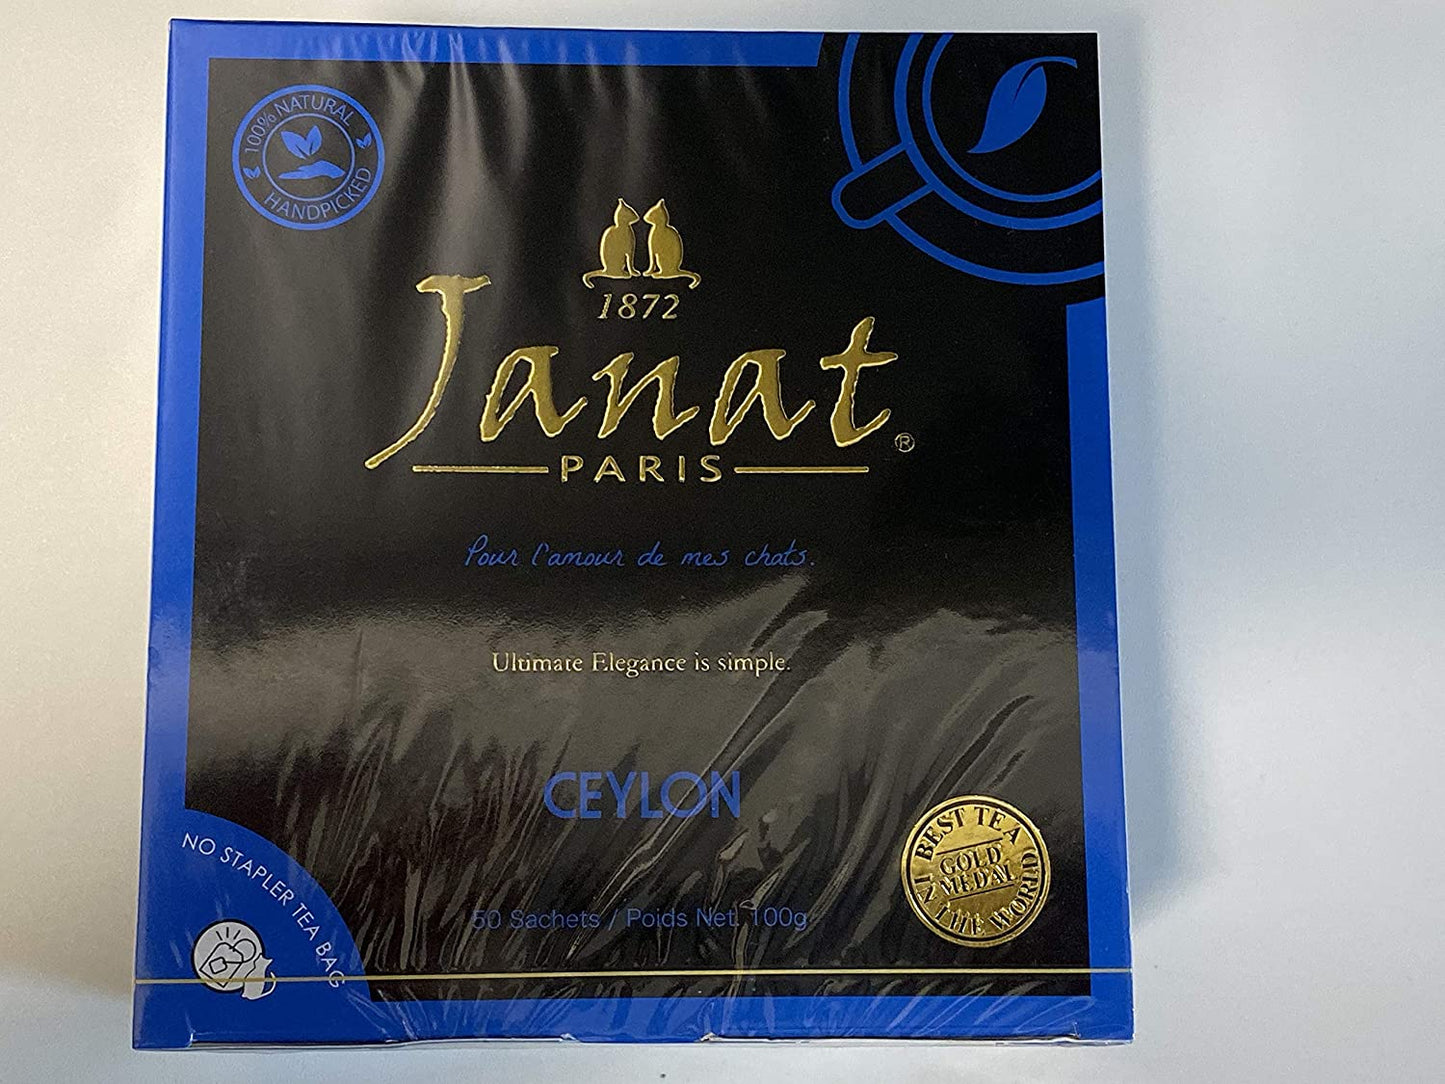 100% NATURAL
HANDPICKED
1872
Janat
®
PARIS
Pour l'amour de mes chats.
Ultimate Elegance is simple.
CEYLON
NO STAPLER TEA BAG
50 Sachets / Poids Net. 100g
BEST TEA
GOLD
MEDAL
IN THE WORLD